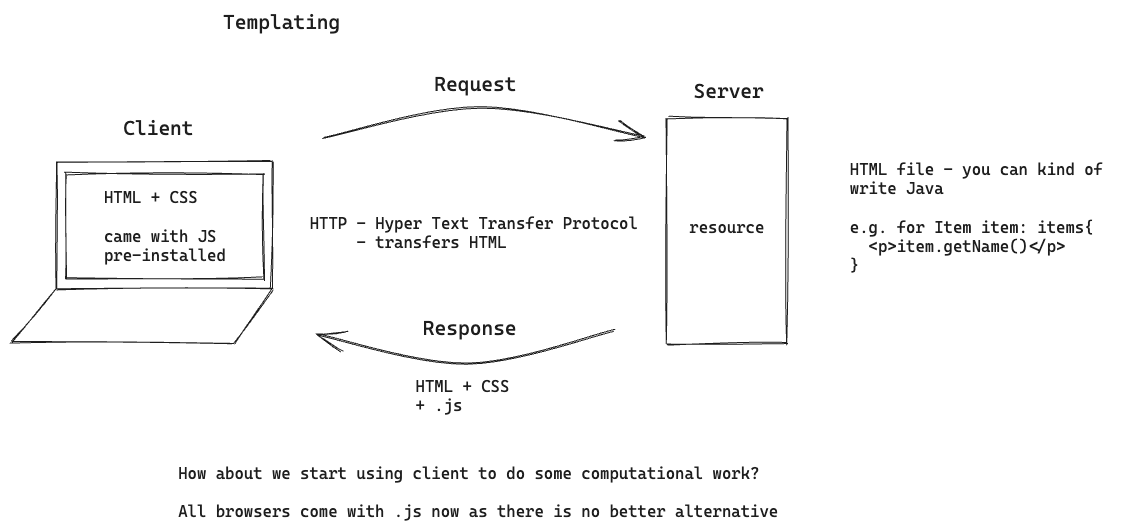 Templating
Request
Server
Client
HTML + CSS
came with JS
pre-installed
HTTP - Hyper Text Transfer Protocol
- transfers HTML
resource
HTML file - you can kind of
write Java
e.g. for Item item: items{
<p>item.getName()</p>
}
Response
HTML + CSS
+ .js
How about we start using client to do some computational work?
All browsers come with .js now as there is no better alternative